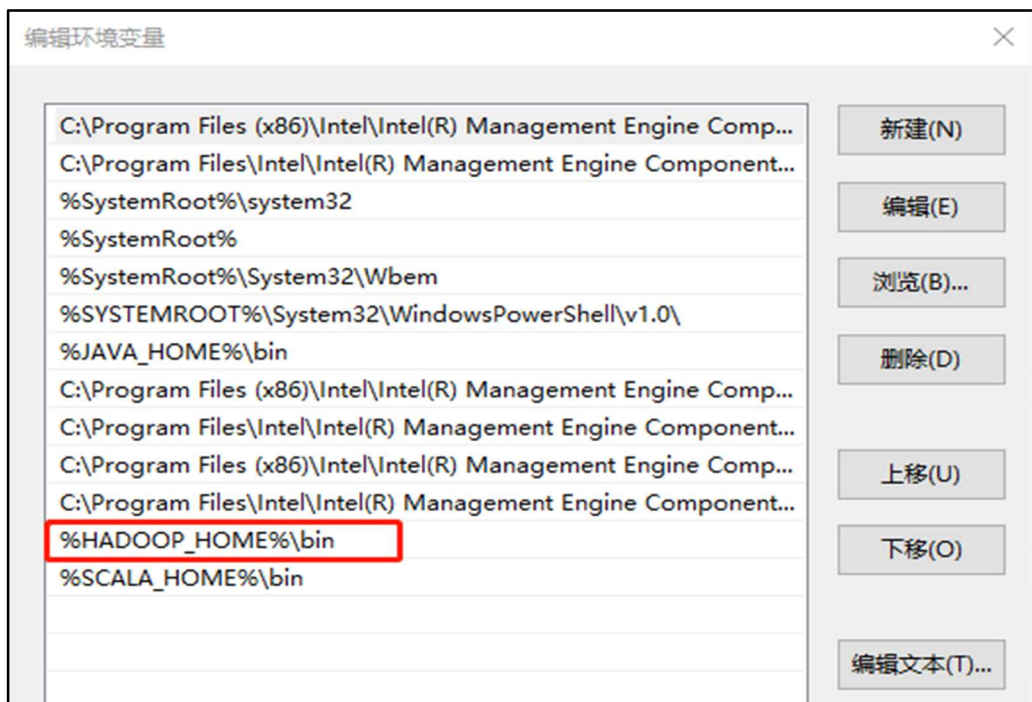 编辑环境变量
C:\Program Files (x86)\Intel\Intel(R) Management Engine Comp...
C:\Program Files\Intel\Intel(R) Management Engine Component...
%SystemRoot%\system32
%SystemRoot%
%SystemRoot%\System32\Wbem
%SYSTEMROOT%\System32\WindowsPowerShell\v1.0\
%JAVA_HOME%\bin
C:\Program Files (x86)\Intel\Intel(R) Management Engine Comp...
C:\Program Files\Intel\Intel(R) Management Engine Component...
C:\Program Files (x86)\Intel\Intel(R) Management Engine Comp...
C:\Program Files\Intel\Intel(R) Management Engine Component...
%HADOOP_HOME%\bin
%SCALA_HOME%\bin
新建(N)
编辑(E)
浏览(B)...
删除(D)
上移(U)
下移(O)
编辑文本(T)...